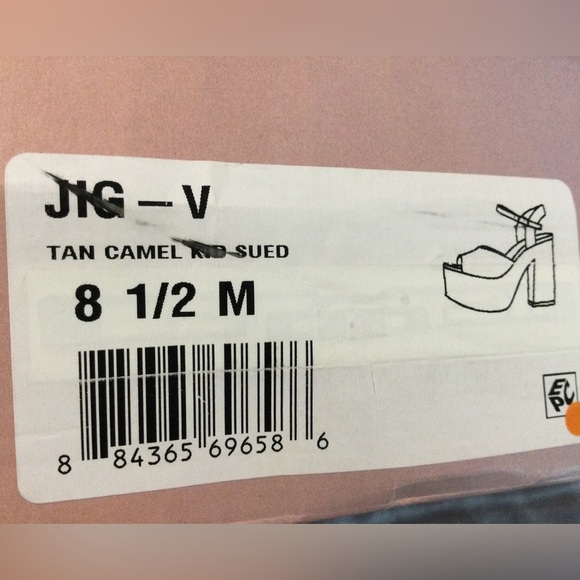 JIG – V
TAN CAMEL KID SUED
8 1/2 M
8 84365 69658 6
EPC